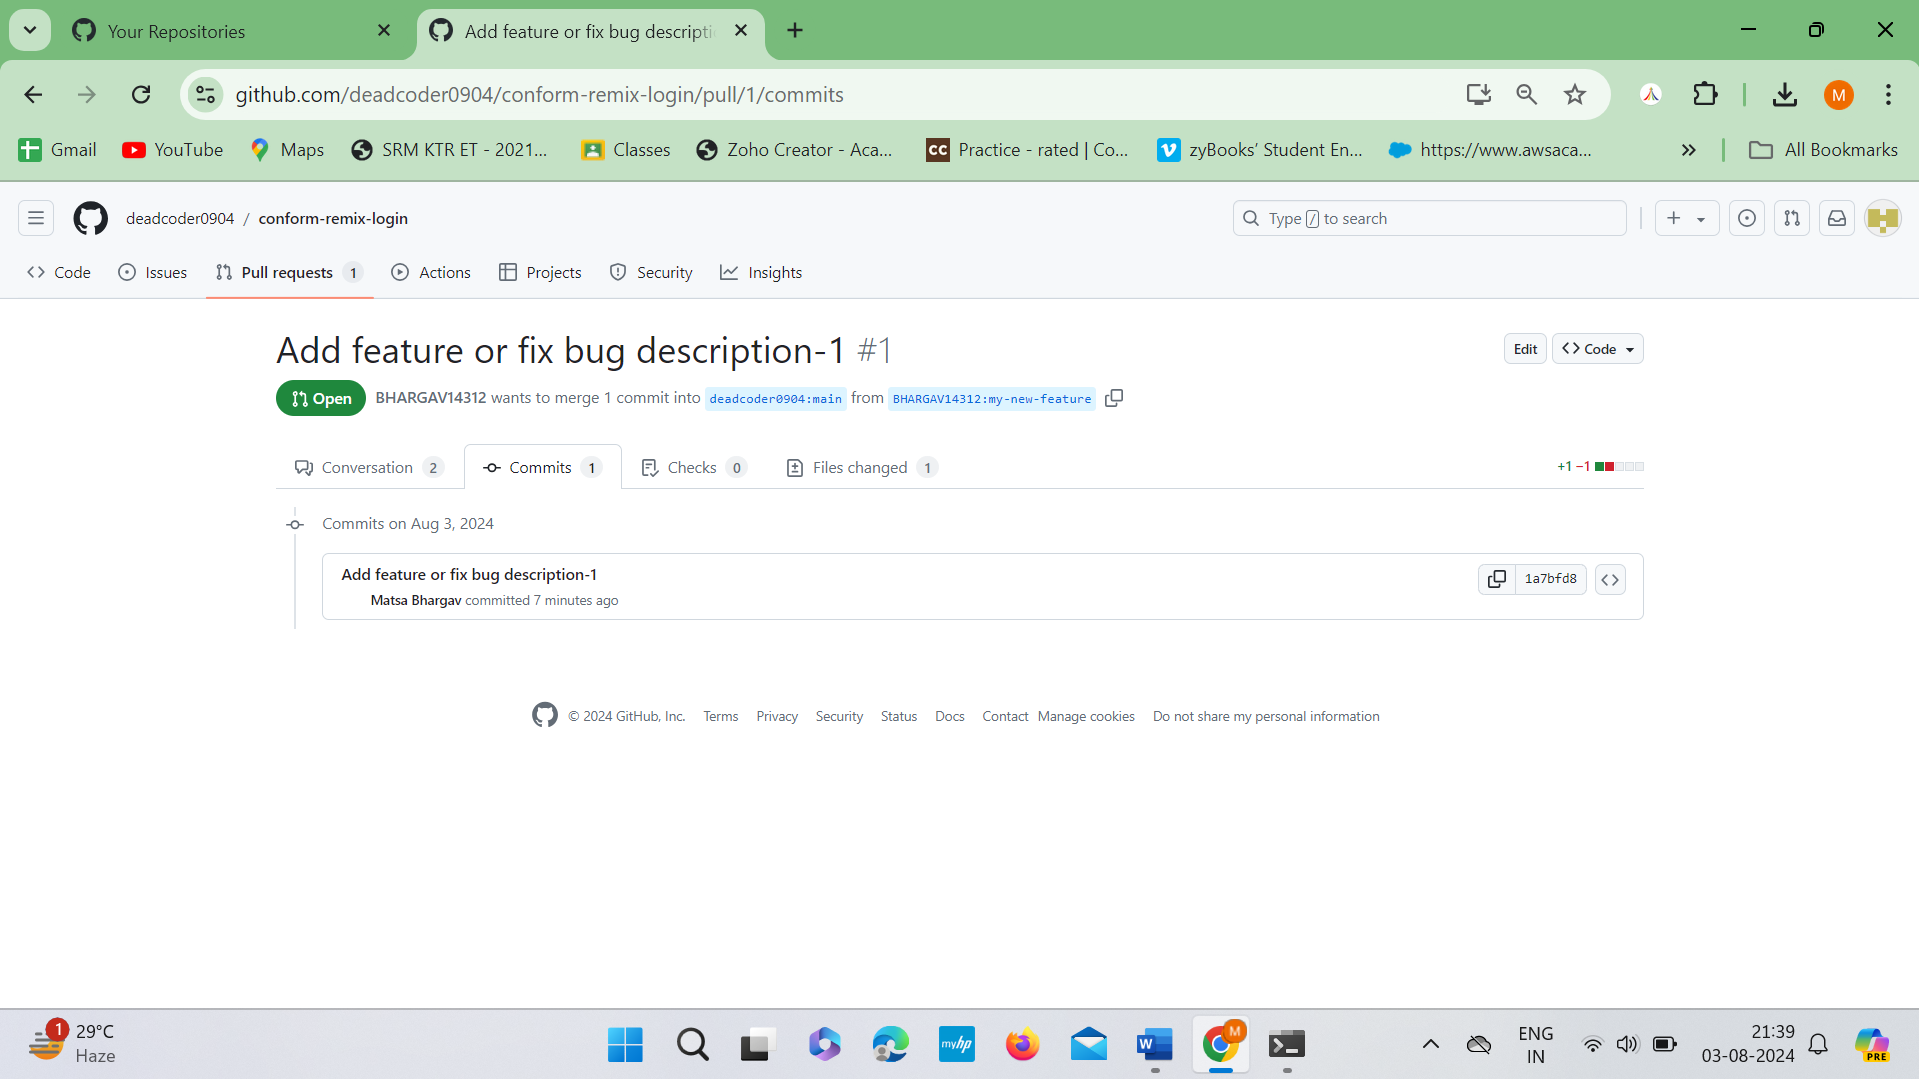 Your Repositories
Add feature or fix bug descripti
github.com/deadcoder0904/conform-remix-login/pull/1/commits
M
Gmail YouTube Maps SRM KTR ET - 2021... Classes Zoho Creator - Aca... CC Practice - rated | Co... zyBooks' Student En... https://www.awsaca... » All Bookmarks
deadcoder0904 / conform-remix-login
Type / to search
Code Issues Pull requests 1 Actions Projects Security Insights
Add feature or fix bug description-1 #1
Edit Code
Open BHARGAV14312 wants to merge 1 commit into deadcoder0904:main from BHARGAV14312:my-new-feature
Conversation 2 Commits 1 Checks 0 Files changed 1
+1 −1
Commits on Aug 3, 2024
Add feature or fix bug description-1
1a7bfd8
Matsa Bhargav committed 7 minutes ago
© 2024 GitHub, Inc. Terms Privacy Security Status Docs Contact Manage cookies Do not share my personal information
1
29°C
Haze
myhp
W
M
ENG
IN
21:39
03-08-2024
PRE